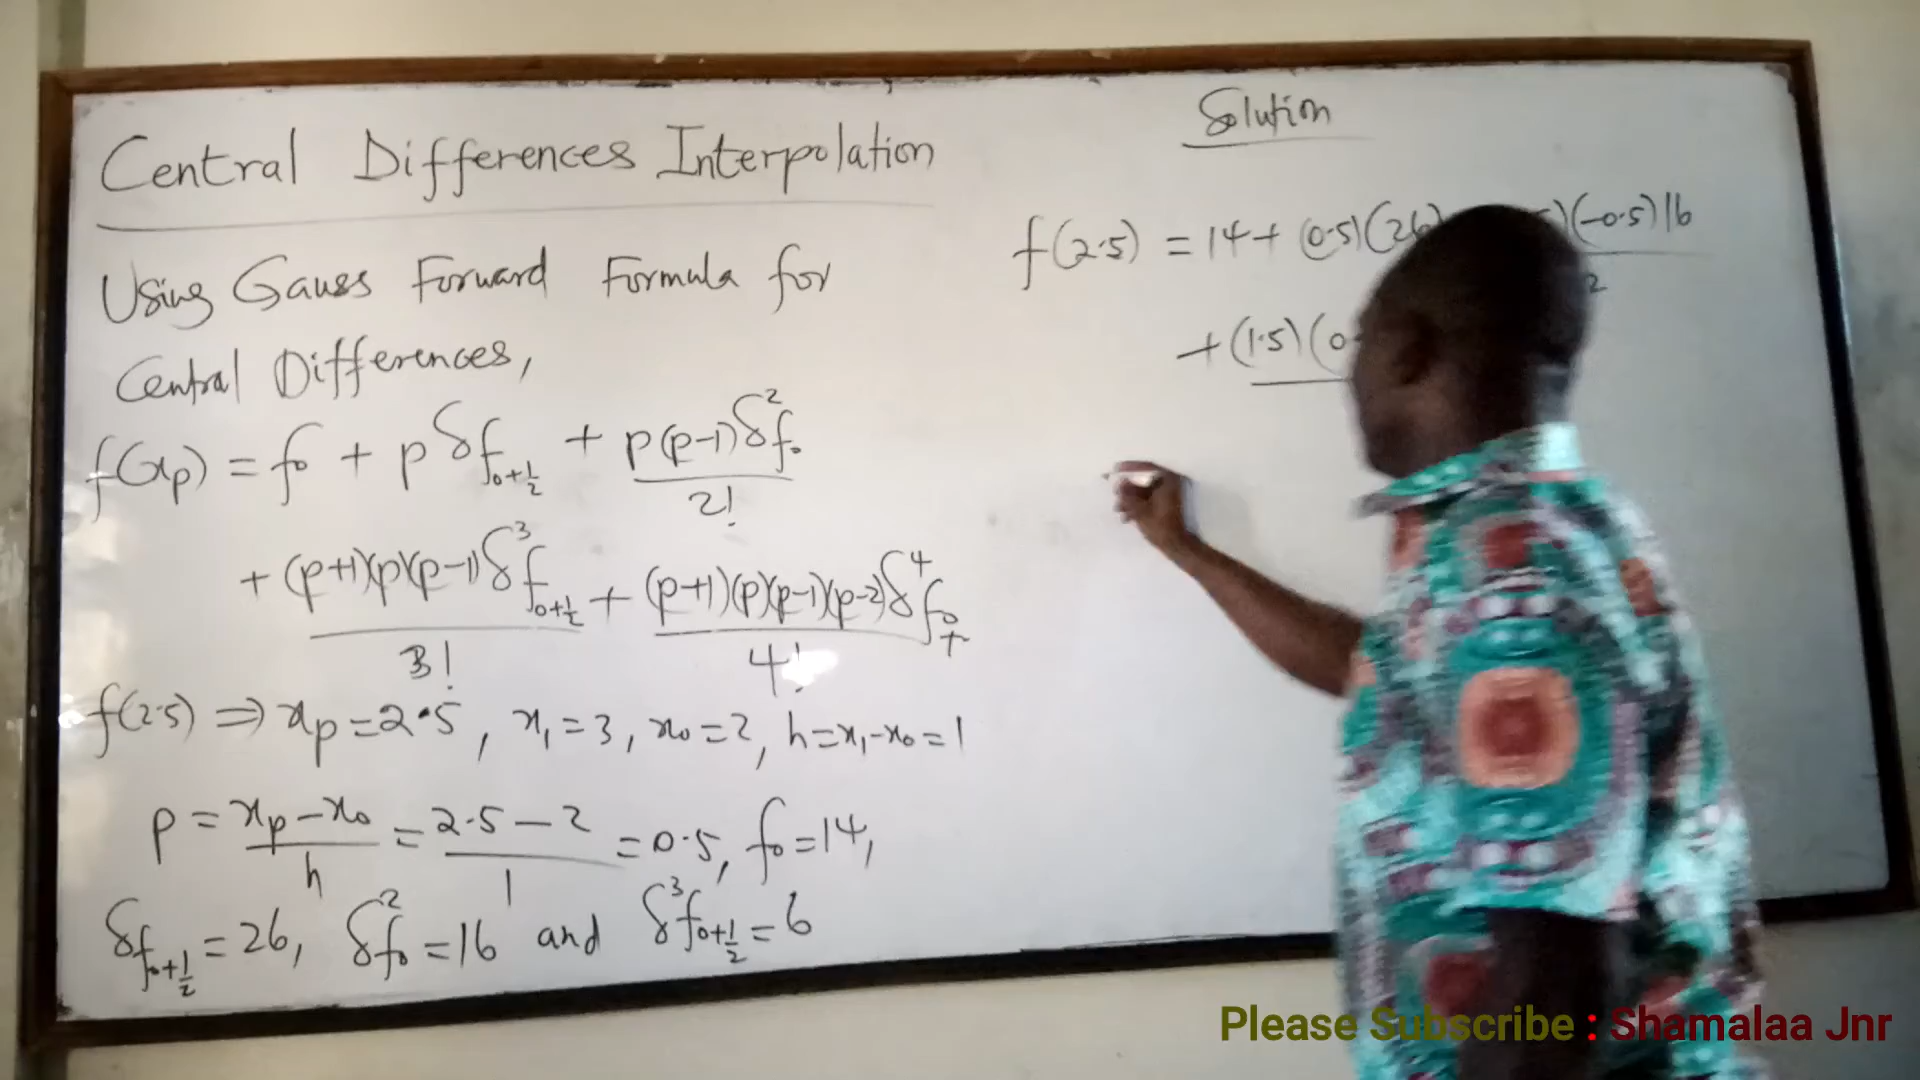 Central Differences Interpolation
Using Gauss Forward Formula for
Central Differences,
f(xₚ) = f₀ + p δf₀₊½ + p(p-1)δ²f₀ / 2!
+ (p+1)(p)(p-1)δ³f₀₊½ / 3! + (p+1)(p)(p-1)(p-2)δ⁴f₀ / 4! +
f(2.5) ⇒ xₚ = 2.5, x₁ = 3, x₀ = 2, h = x₁-x₀ = 1
p = xₚ-x₀ / h = 2.5-2 / 1 = 0.5, f₀ = 14,
δf₀₊½ = 26, δ²f₀ = 16 and δ³f₀₊½ = 6
Solution
f(2.5) = 14 + (0.5)(26) (-0.5)16 / 2
+ (1.5)(0
Please Subscribe : Shamalaa Jnr